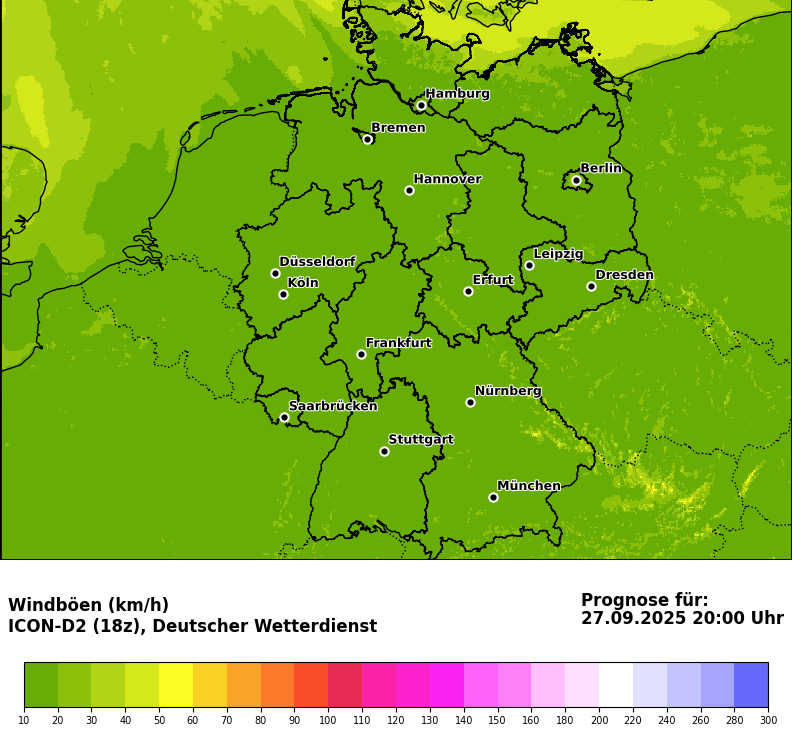 Hamburg
Bremen
Berlin
Hannover
Leipzig
Düsseldorf
Dresden
Erfurt
Köln
Frankfurt
Nürnberg
Saarbrücken
Stuttgart
München
Windböen (km/h)
ICON-D2 (18z), Deutscher Wetterdienst
Prognose für:
27.09.2025 20:00 Uhr
10 20 30 40 50 60 70 80 90 100 110 120 130 140 150 160 180 200 220 240 260 280 300